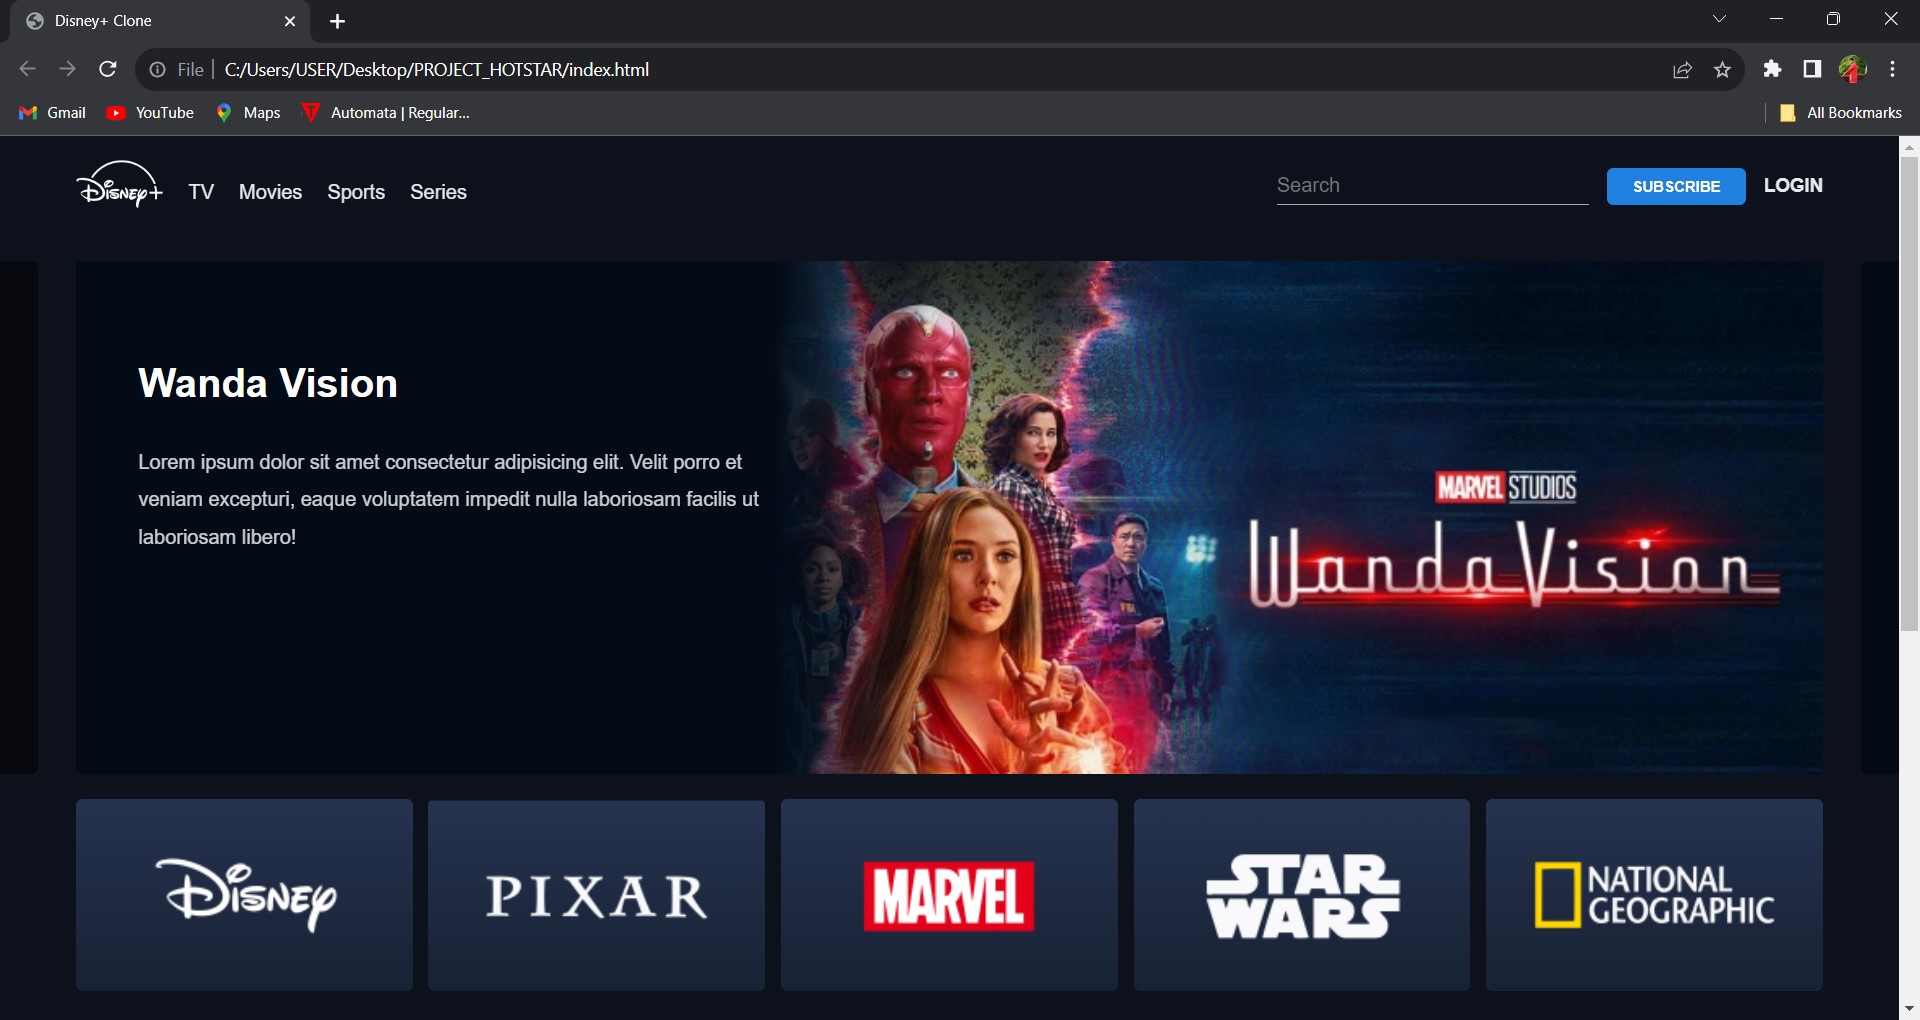 Disney+ Clone
File
C:/Users/USER/Desktop/PROJECT_HOTSTAR/index.html
Gmail
YouTube
Maps
Automata | Regular...
All Bookmarks
Disney+
TV
Movies
Sports
Series
Search
SUBSCRIBE
LOGIN
Wanda Vision
Lorem ipsum dolor sit amet consectetur adipisicing elit. Velit porro et
veniam excepturi, eaque voluptatem impedit nulla laboriosam facilis ut
laboriosam libero!
MARVEL STUDIOS
WandaVision
Disney
PIXAR
MARVEL
STAR
WARS
NATIONAL
GEOGRAPHIC